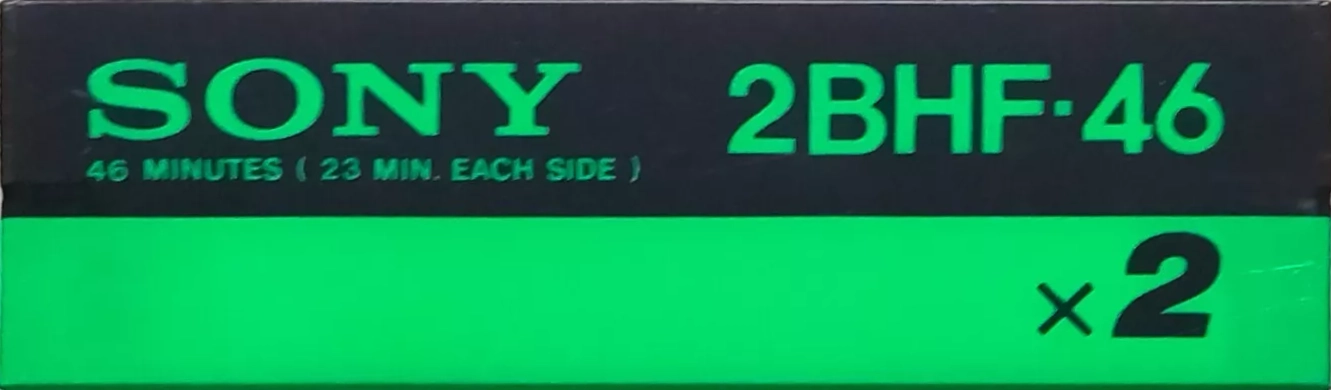 SONY 2BHF·46
46 MINUTES ( 23 MIN. EACH SIDE )
×2